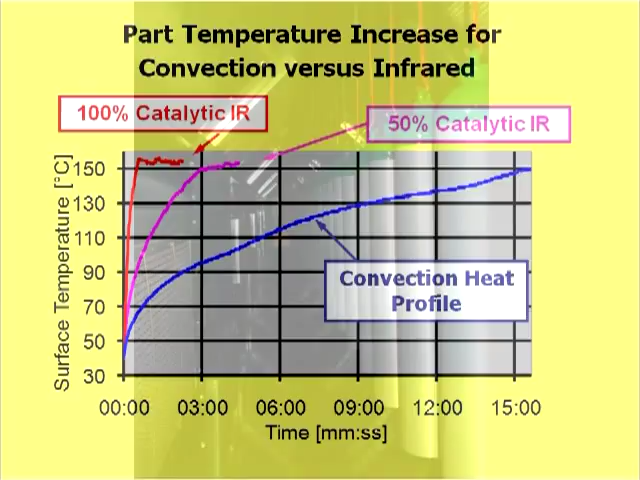 Part Temperature Increase for
Convection versus Infrared
100% Catalytic IR
50% Catalytic IR
Surface Temperature [°C]
150
130
110
90
70
50
30
Convection Heat
Profile
00:00 03:00 06:00 09:00 12:00 15:00
Time [mm:ss]